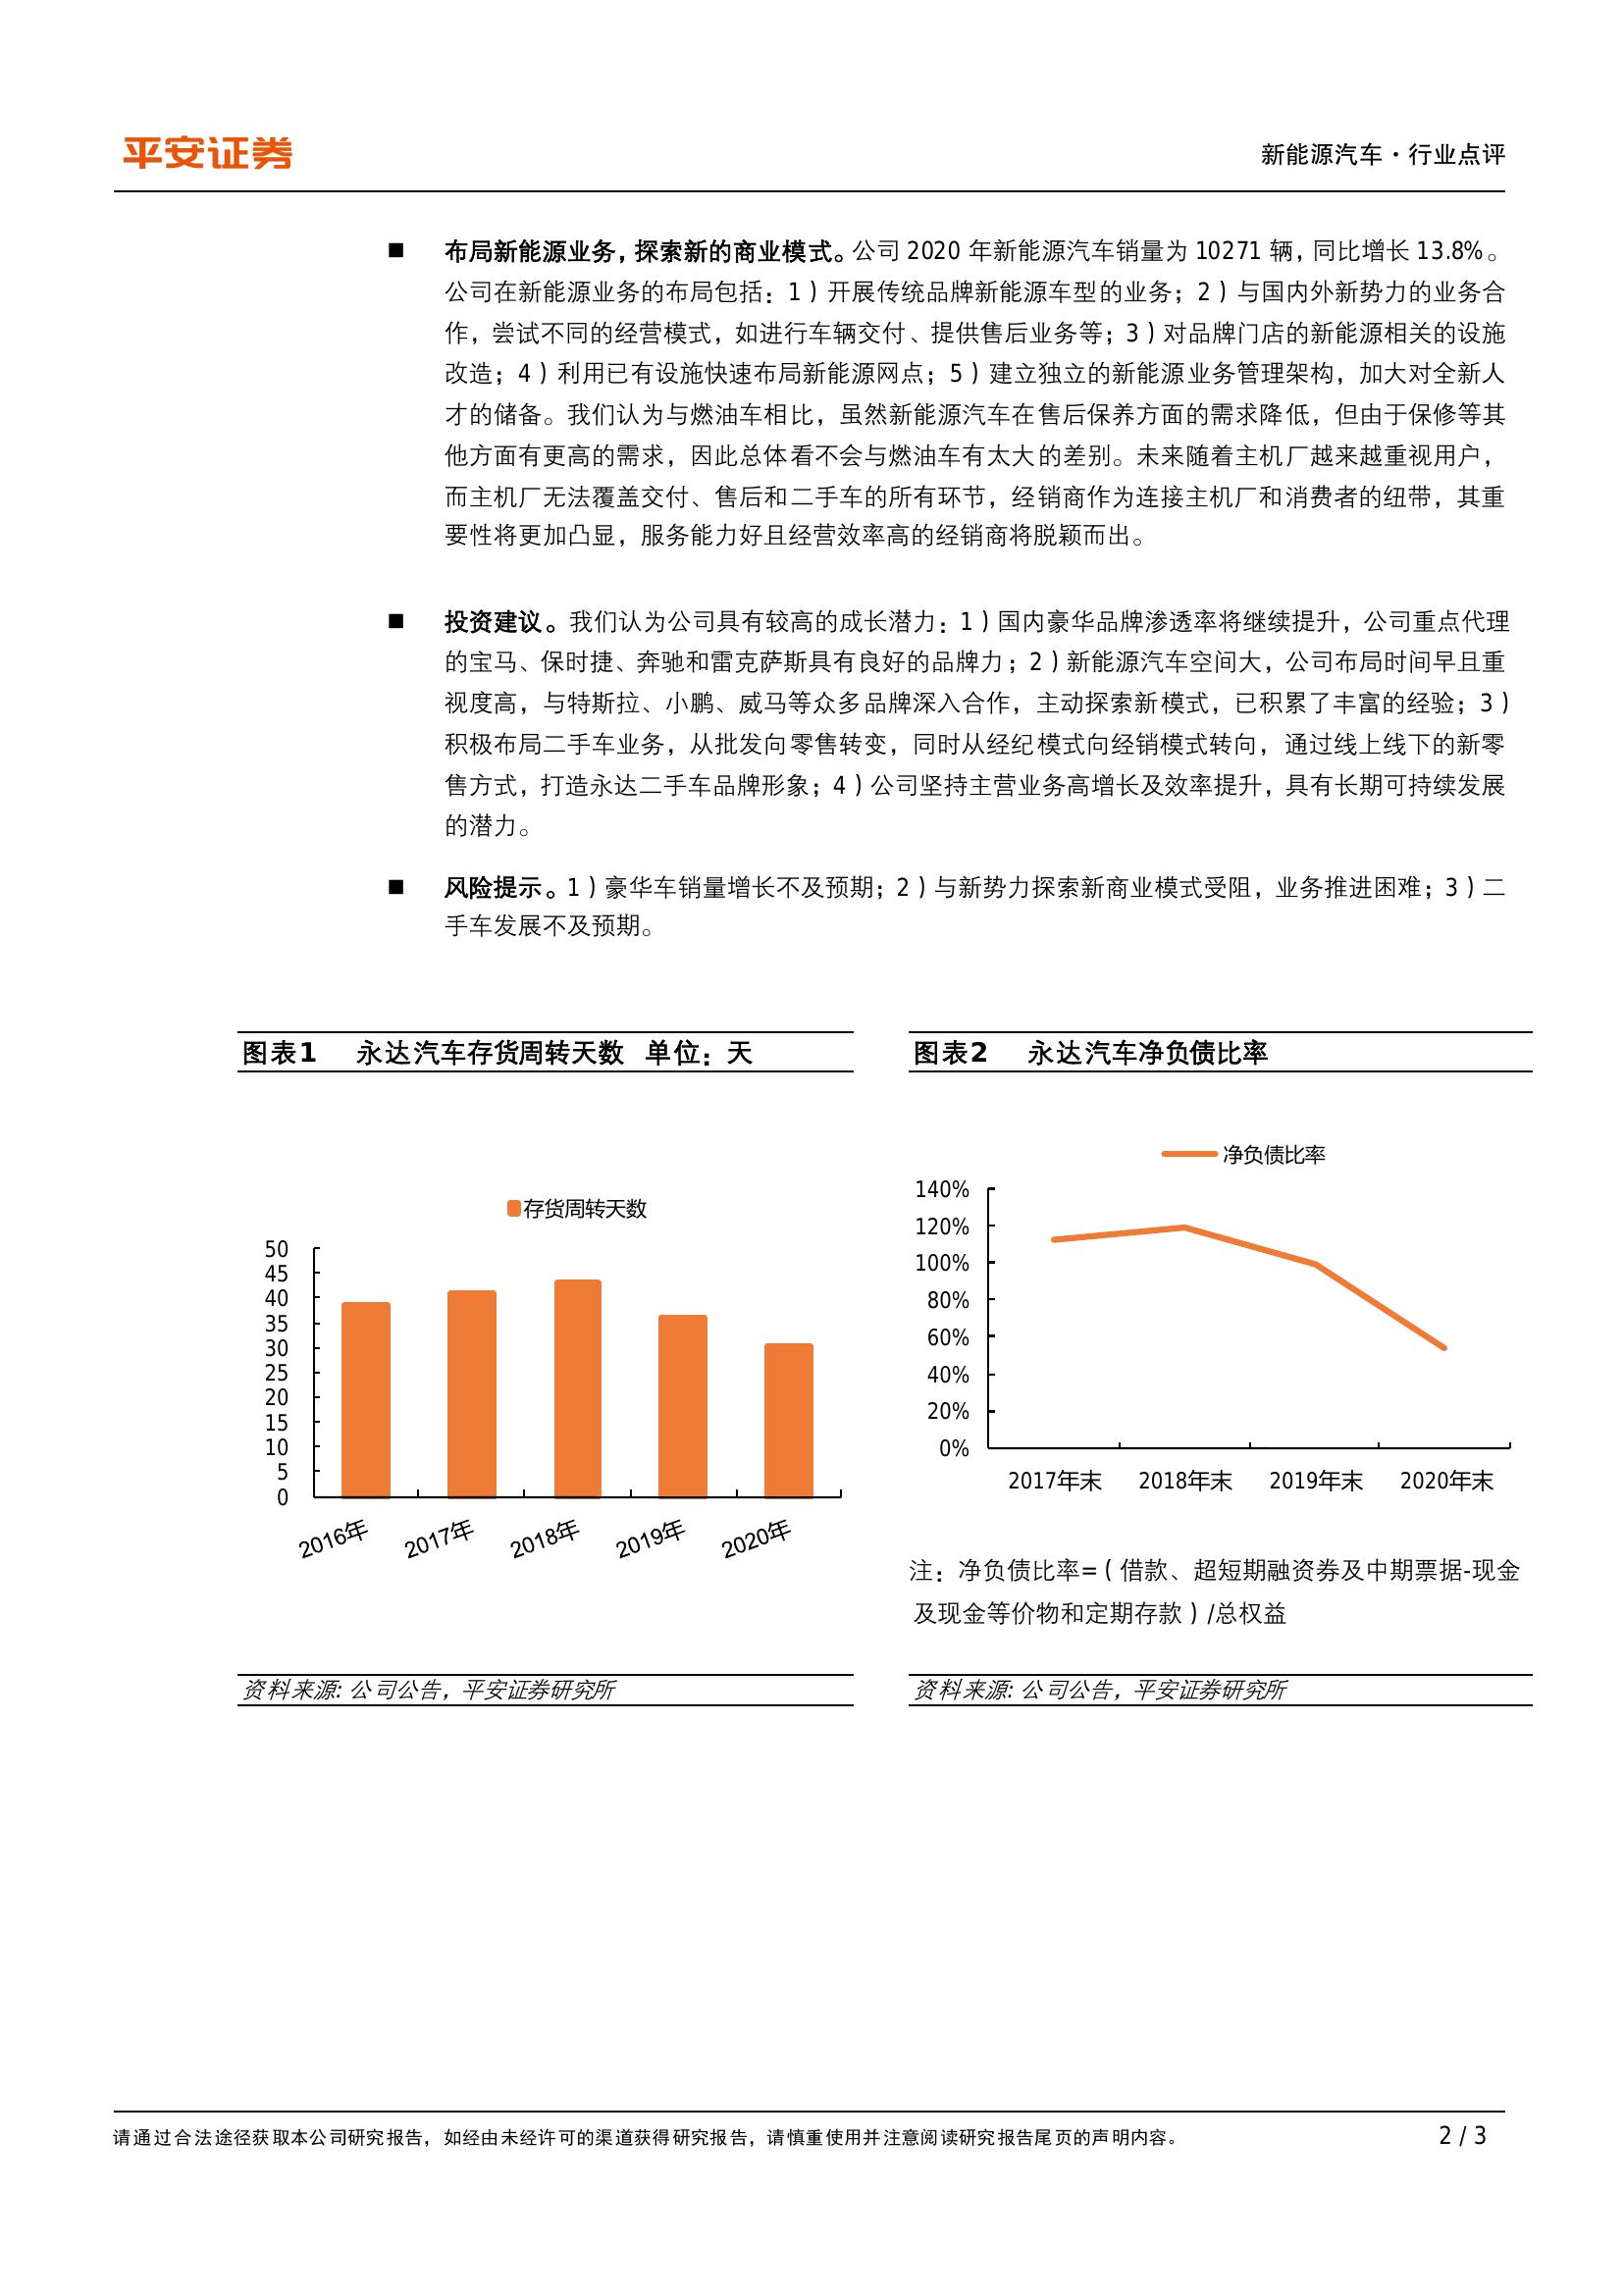 平安证券
新能源汽车·行业点评
■ 布局新能源业务，探索新的商业模式。公司 2020 年新能源汽车销量为 10271 辆，同比增长 13.8%。
公司在新能源业务的布局包括：1）开展传统品牌新能源车型的业务；2）与国内外新势力的业务合
作，尝试不同的经营模式，如进行车辆交付、提供售后业务等；3）对品牌门店的新能源相关的设施
改造；4）利用已有设施快速布局新能源网点；5）建立独立的新能源业务管理架构，加大对全新人
才的储备。我们认为与燃油车相比，虽然新能源汽车在售后保养方面的需求降低，但由于保修等其
他方面有更高的需求，因此总体看不会与燃油车有太大的差别。未来随着主机厂越来越重视用户，
而主机厂无法覆盖交付、售后和二手车的所有环节，经销商作为连接主机厂和消费者的纽带，其重
要性将更加凸显，服务能力好且经营效率高的经销商将脱颖而出。
■ 投资建议。我们认为公司具有较高的成长潜力：1）国内豪华品牌渗透率将继续提升，公司重点代理
的宝马、保时捷、奔驰和雷克萨斯具有良好的品牌力；2）新能源汽车空间大，公司布局时间早且重
视度高，与特斯拉、小鹏、威马等众多品牌深入合作，主动探索新模式，已积累了丰富的经验；3）
积极布局二手车业务，从批发向零售转变，同时从经纪模式向经销模式转向，通过线上线下的新零
售方式，打造永达二手车品牌形象；4）公司坚持主营业务高增长及效率提升，具有长期可持续发展
的潜力。
■ 风险提示。1）豪华车销量增长不及预期；2）与新势力探索新商业模式受阻，业务推进困难；3）二
手车发展不及预期。
图表1 永达汽车存货周转天数 单位：天
存货周转天数
50
45
40
35
30
25
20
15
10
5
0
2016年 2017年 2018年 2019年 2020年
资料来源: 公司公告，平安证券研究所
图表2 永达汽车净负债比率
净负债比率
140%
120%
100%
80%
60%
40%
20%
0%
2017年末 2018年末 2019年末 2020年末
注：净负债比率=（借款、超短期融资券及中期票据-现金
及现金等价物和定期存款）/总权益
资料来源: 公司公告，平安证券研究所
请通过合法途径获取本公司研究报告，如经由未经许可的渠道获得研究报告，请慎重使用并注意阅读研究报告尾页的声明内容。
2 / 3